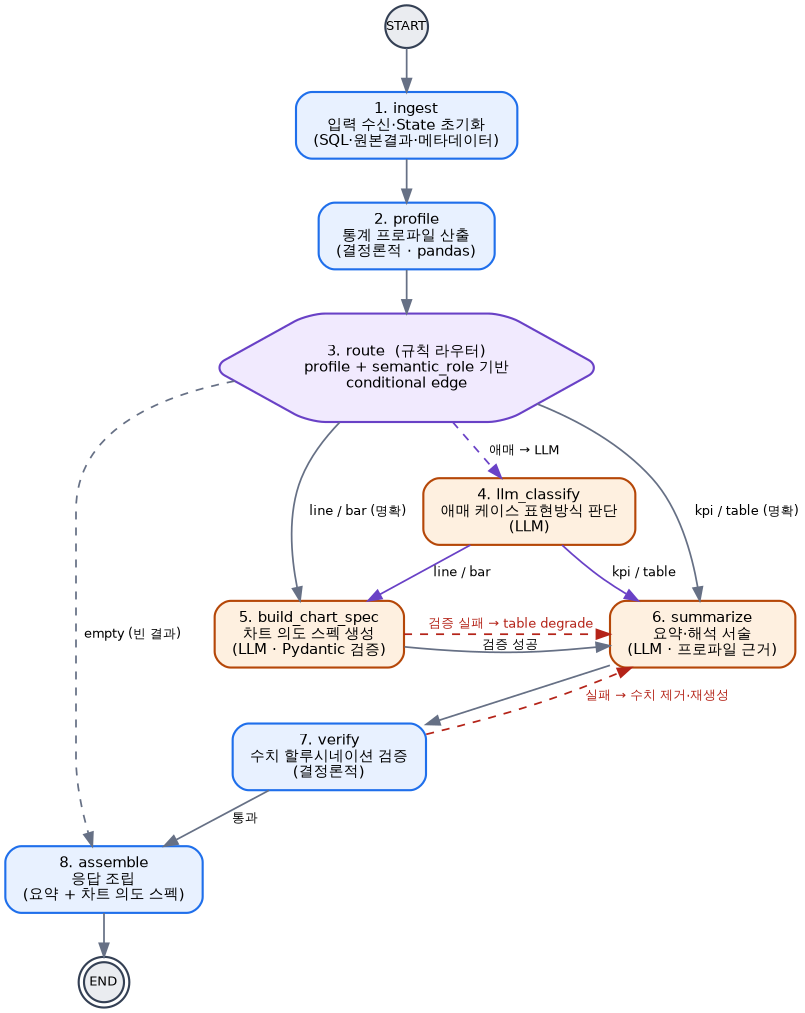 START
1. ingest
입력 수신·State 초기화
(SQL·원본결과·메타데이터)
2. profile
통계 프로파일 산출
(결정론적 · pandas)
3. route  (규칙 라우터)
profile + semantic_role 기반
conditional edge
애매 → LLM
4. llm_classify
애매 케이스 표현방식 판단
(LLM)
line / bar (명확)
kpi / table (명확)
line / bar
kpi / table
5. build_chart_spec
차트 의도 스펙 생성
(LLM · Pydantic 검증)
검증 실패 → table degrade
검증 성공
6. summarize
요약·해석 서술
(LLM · 프로파일 근거)
empty (빈 결과)
실패 → 수치 제거·재생성
7. verify
수치 할루시네이션 검증
(결정론적)
통과
8. assemble
응답 조립
(요약 + 차트 의도 스펙)
END